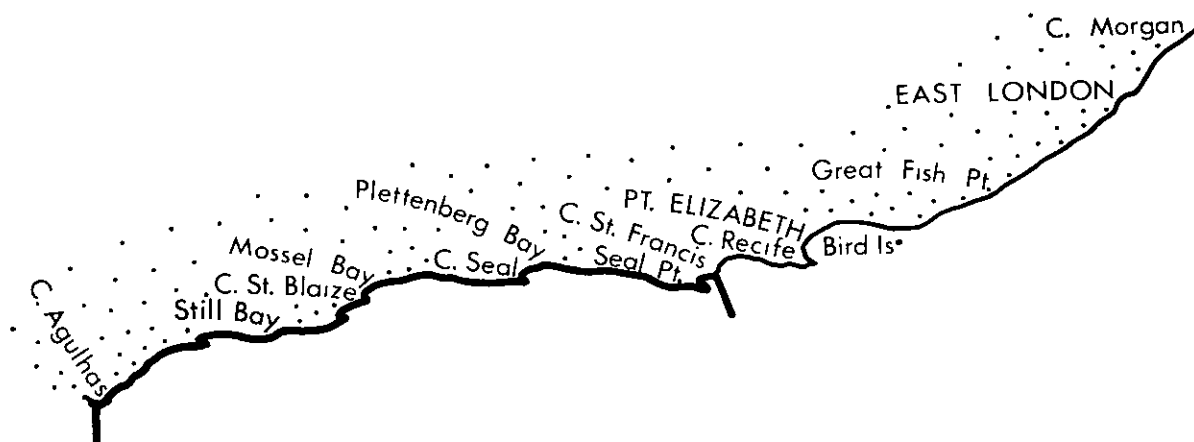 C. Morgan
EAST LONDON
Great Fish Pt.
PT. ELIZABETH
Plettenberg Bay
C. St. Francis
C. Recife
Bird Is
Mossel Bay
C. Seal
Seal Pt.
C. St. Blaize
Still Bay
C. Agulhas